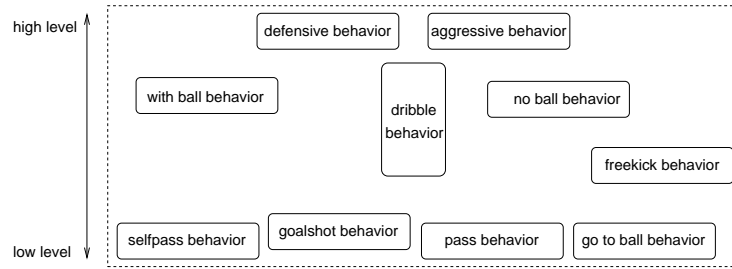 high level
defensive behavior
aggressive behavior
with ball behavior
dribble
behavior
no ball behavior
freekick behavior
selfpass behavior
goalshot behavior
pass behavior
go to ball behavior
low level